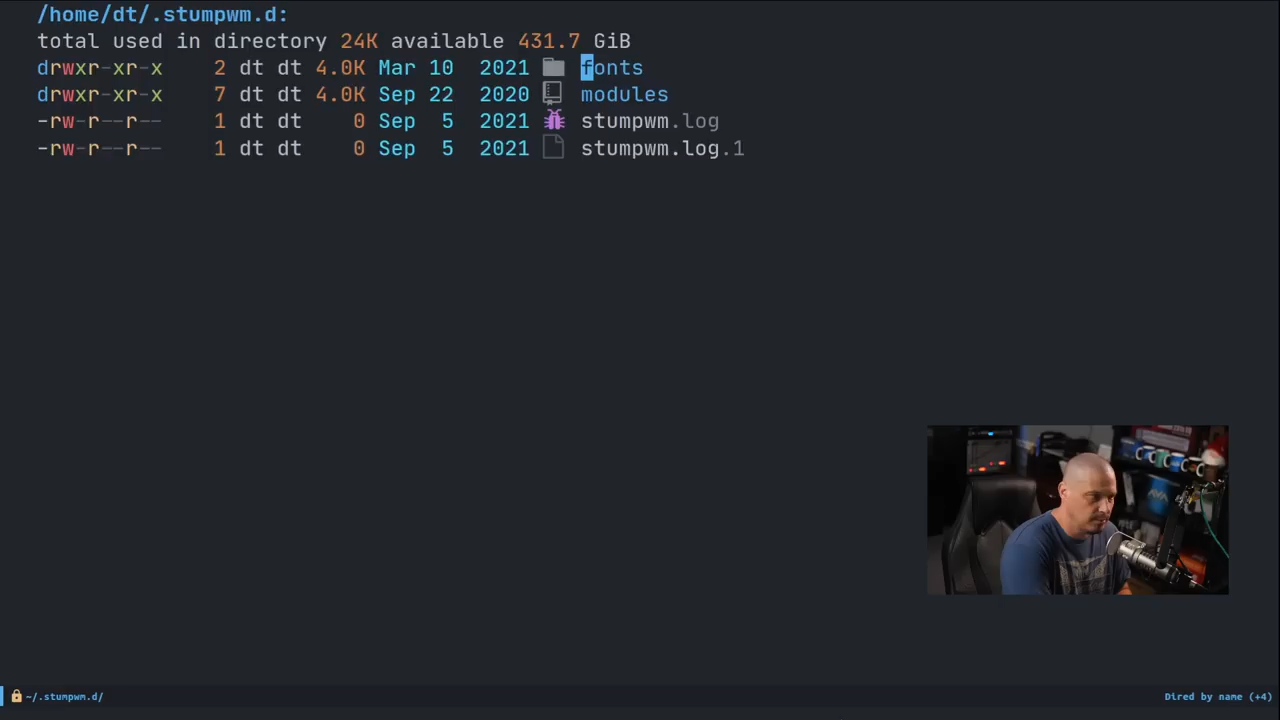 /home/dt/.stumpwm.d:
total used in directory 24K available 431.7 GiB
drwxr-xr-x 2 dt dt 4.0K Mar 10 2021 fonts
drwxr-xr-x 7 dt dt 4.0K Sep 22 2020 modules
-rw-r--r-- 1 dt dt 0 Sep 5 2021 stumpwm.log
-rw-r--r-- 1 dt dt 0 Sep 5 2021 stumpwm.log.1
AVA
~/.stumpwm.d/
Dired by name (+4)